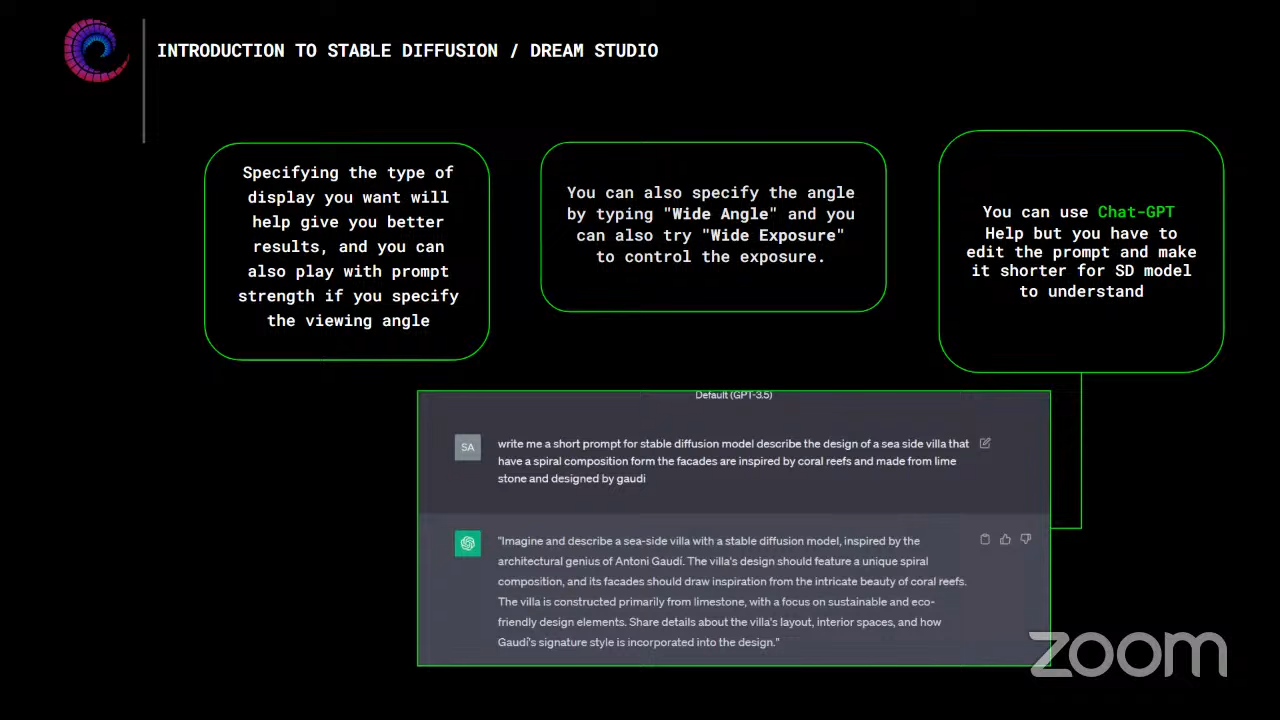 INTRODUCTION TO STABLE DIFFUSION / DREAM STUDIO
Specifying the type of
display you want will
help give you better
results, and you can
also play with prompt
strength if you specify
the viewing angle
You can also specify the angle
by typing "Wide Angle" and you
can also try "Wide Exposure"
to control the exposure.
You can use Chat-GPT
Help but you have to
edit the prompt and make
it shorter for SD model
to understand
Default (GPT-3.5)
SA
write me a short prompt for stable diffusion model describe the design of a sea side villa that
have a spiral composition form the facades are inspired by coral reefs and made from lime
stone and designed by gaudi
"Imagine and describe a sea-side villa with a stable diffusion model, inspired by the
architectural genius of Antoni Gaudí. The villa's design should feature a unique spiral
composition, and its facades should draw inspiration from the intricate beauty of coral reefs.
The villa is constructed primarily from limestone, with a focus on sustainable and eco-
friendly design elements. Share details about the villa's layout, interior spaces, and how
Gaudí's signature style is incorporated into the design."
zoom